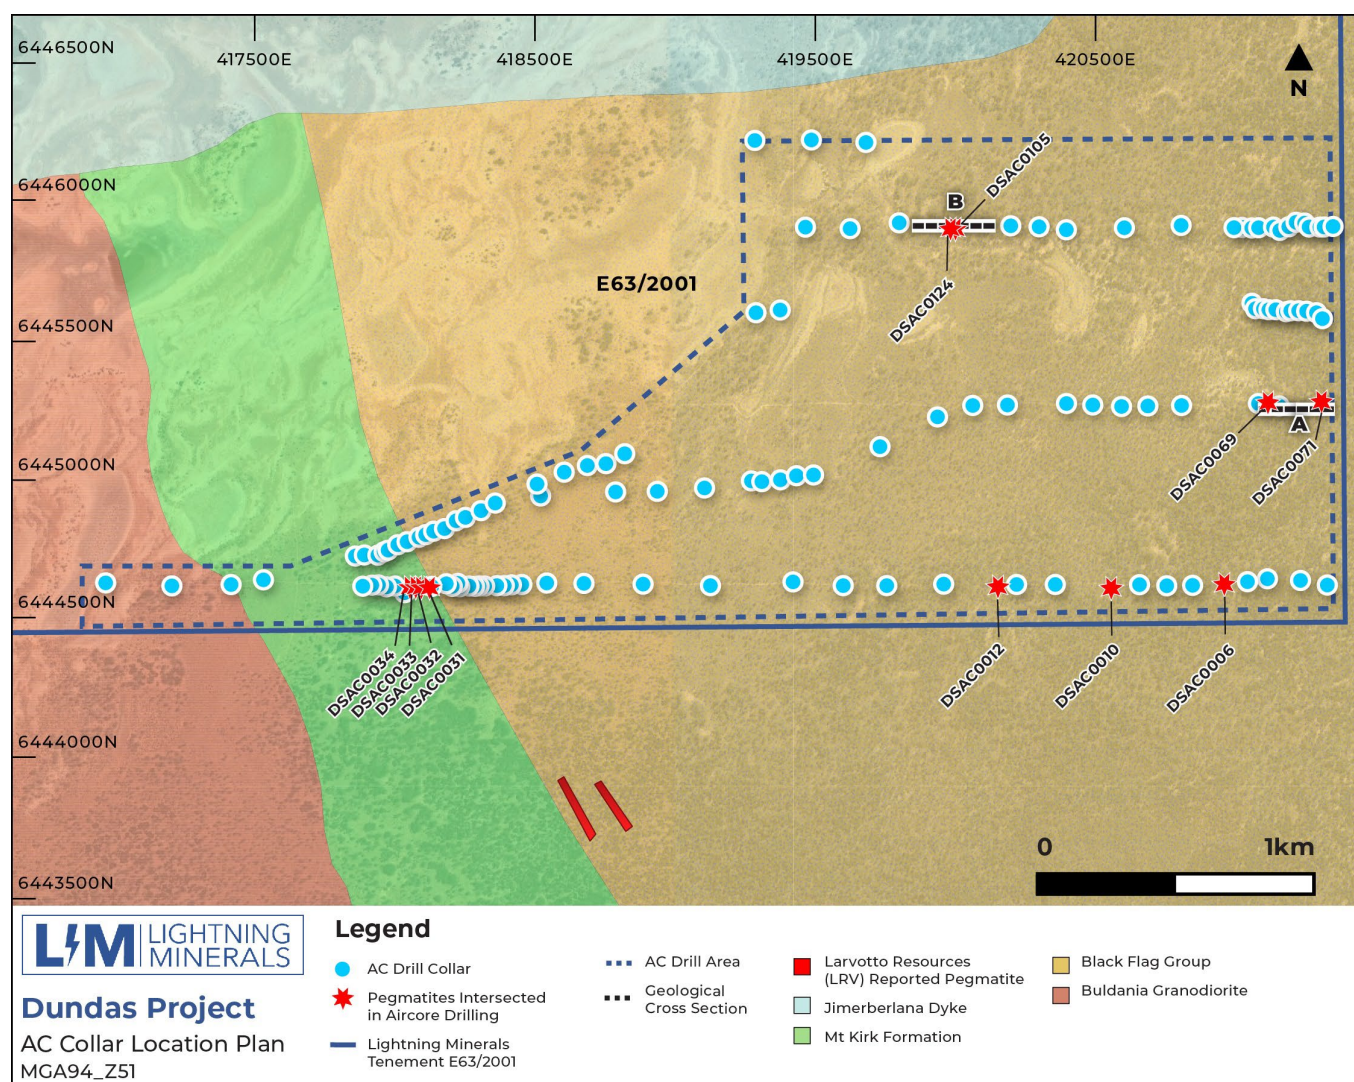 6446500N
417500E
418500E
419500E
420500E
N
DSAC0105
6446000N
B
E63/2001
DSAC0124
6445500N
A
DSAC0069
DSAC0071
6445000N
6444500N
DSAC0034
DSAC0033
DSAC0032
DSAC0031
DSAC0012
DSAC0010
DSAC0006
6444000N
0
1km
6443500N
LM LIGHTNING
MINERALS
Dundas Project
AC Collar Location Plan
MGA94_Z51
Legend
AC Drill Collar
Pegmatites Intersected
in Aircore Drilling
Lightning Minerals
Tenement E63/2001
AC Drill Area
Geological
Cross Section
Larvotto Resources
(LRV) Reported Pegmatite
Jimerberlana Dyke
Mt Kirk Formation
Black Flag Group
Buldania Granodiorite